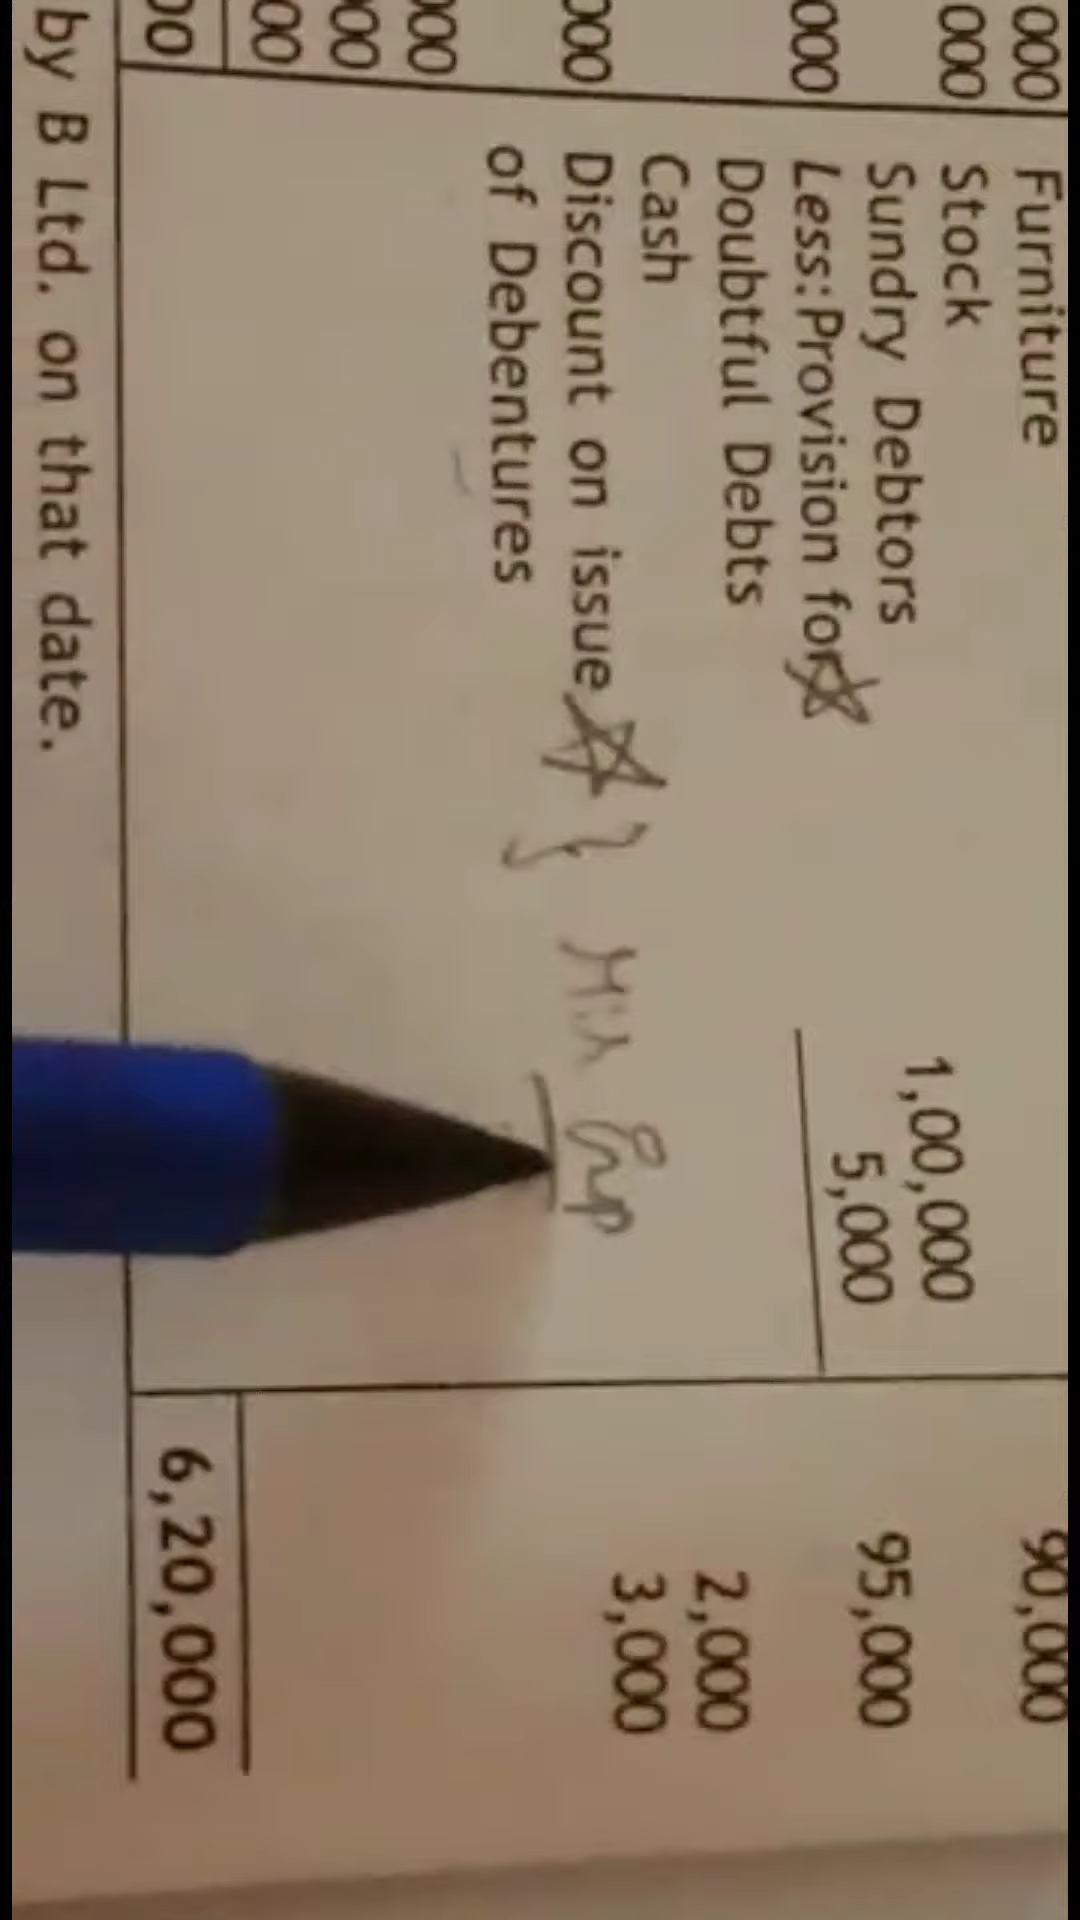 000 Furniture
000 Stock 90,000
Sundry Debtors 1,00,000
000 Less: Provision for 5,000 95,000
Doubtful Debts
Cash 2,000
000 Discount on issue } Exp 3,000
of Debentures
000
00
00
00 6,20,000
by B Ltd. on that date.